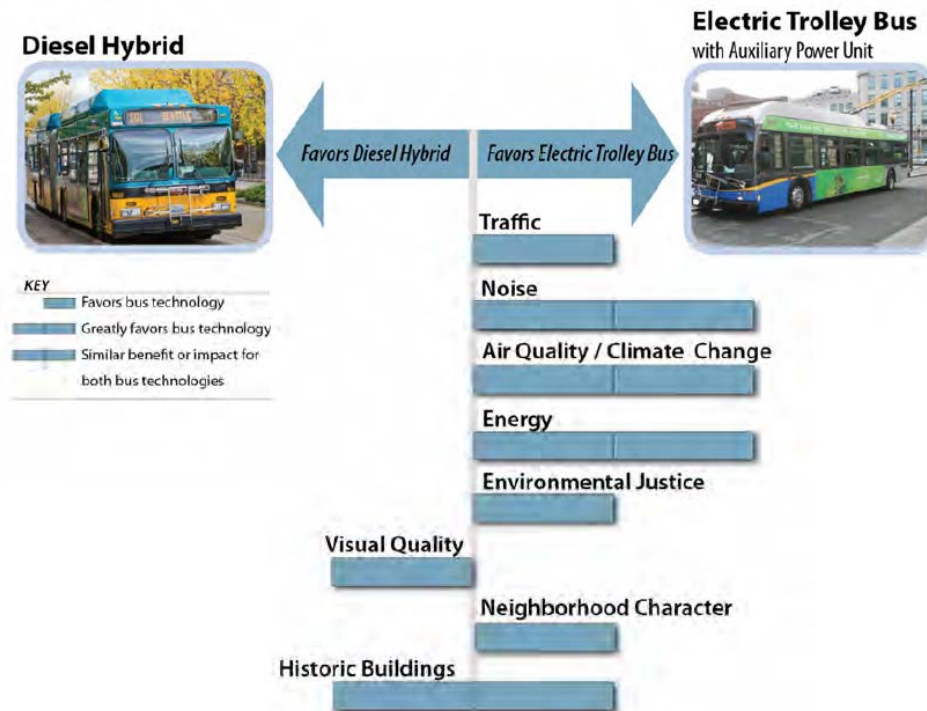 Diesel Hybrid
Electric Trolley Bus
with Auxiliary Power Unit
Favors Diesel Hybrid
Favors Electric Trolley Bus
KEY
Favors bus technology
Greatly favors bus technology
Similar benefit or impact for
both bus technologies
Traffic
Noise
Air Quality / Climate Change
Energy
Environmental Justice
Visual Quality
Neighborhood Character
Historic Buildings